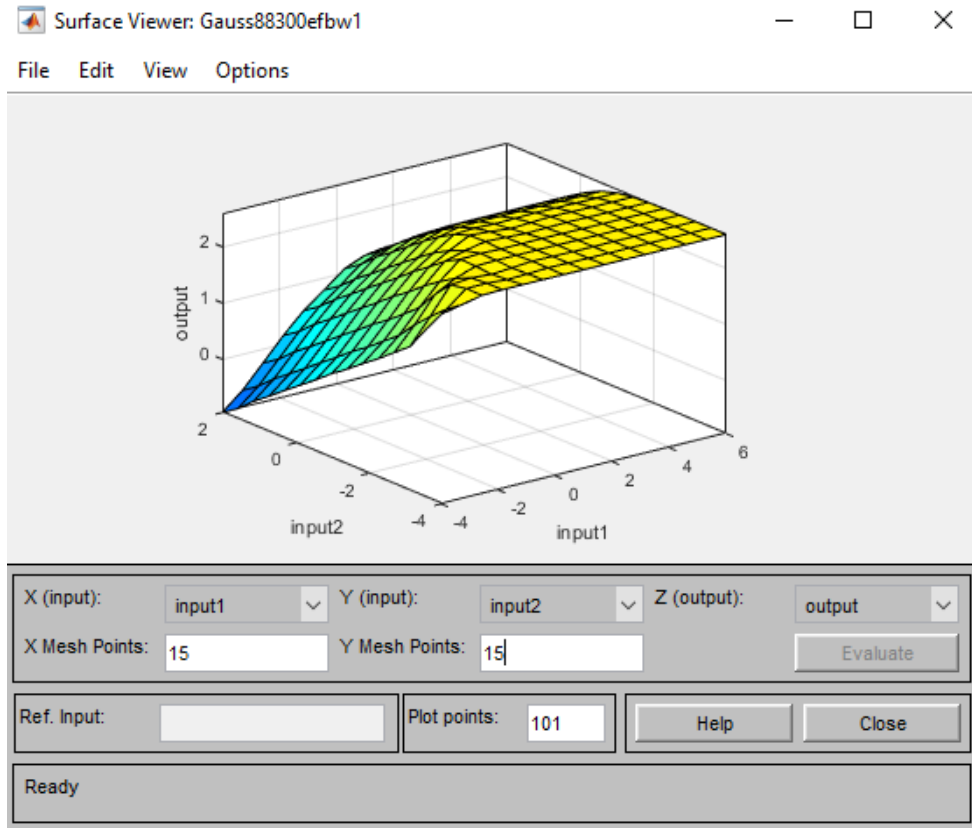 Surface Viewer: Gauss88300efbw1
File Edit View Options
2
1
0
output
2
0
-2
-4
input2
-4
-2
0
2
4
6
input1
X (input): input1 Y (input): input2 Z (output): output
X Mesh Points: 15 Y Mesh Points: 15 Evaluate
Ref. Input: Plot points: 101 Help Close
Ready